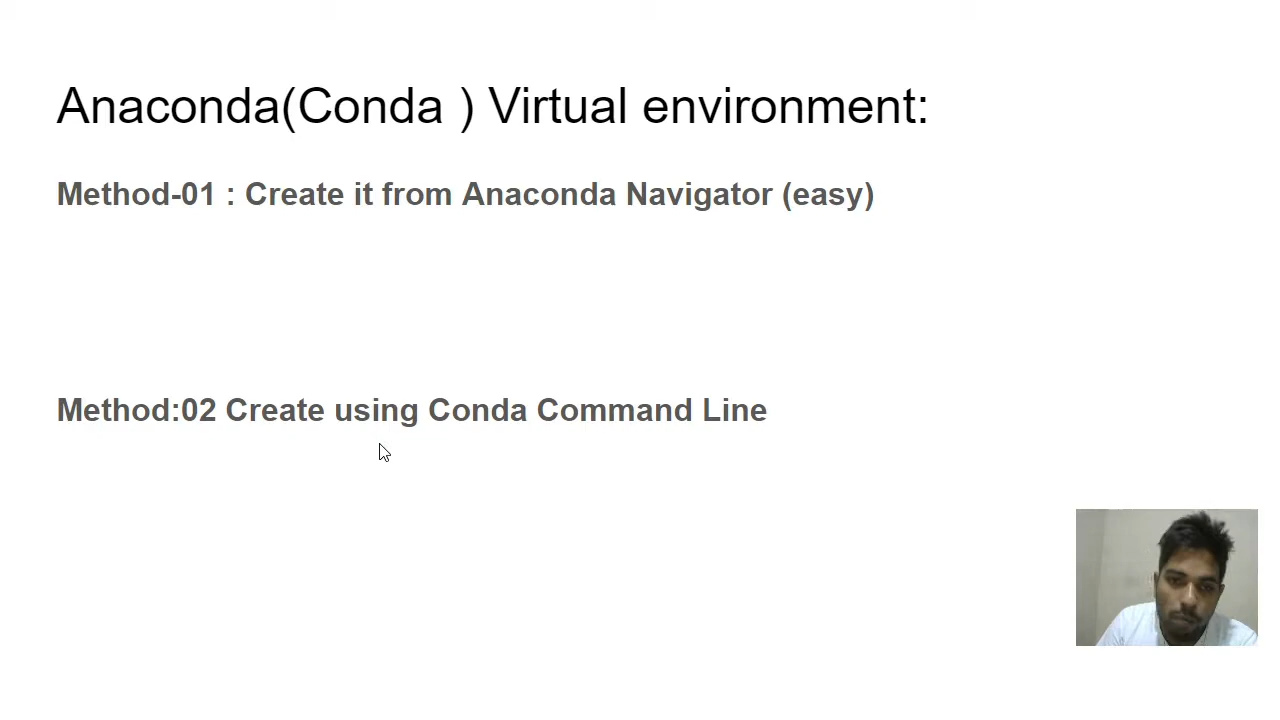 Anaconda(Conda ) Virtual environment:
Method-01 : Create it from Anaconda Navigator (easy)
Method:02 Create using Conda Command Line